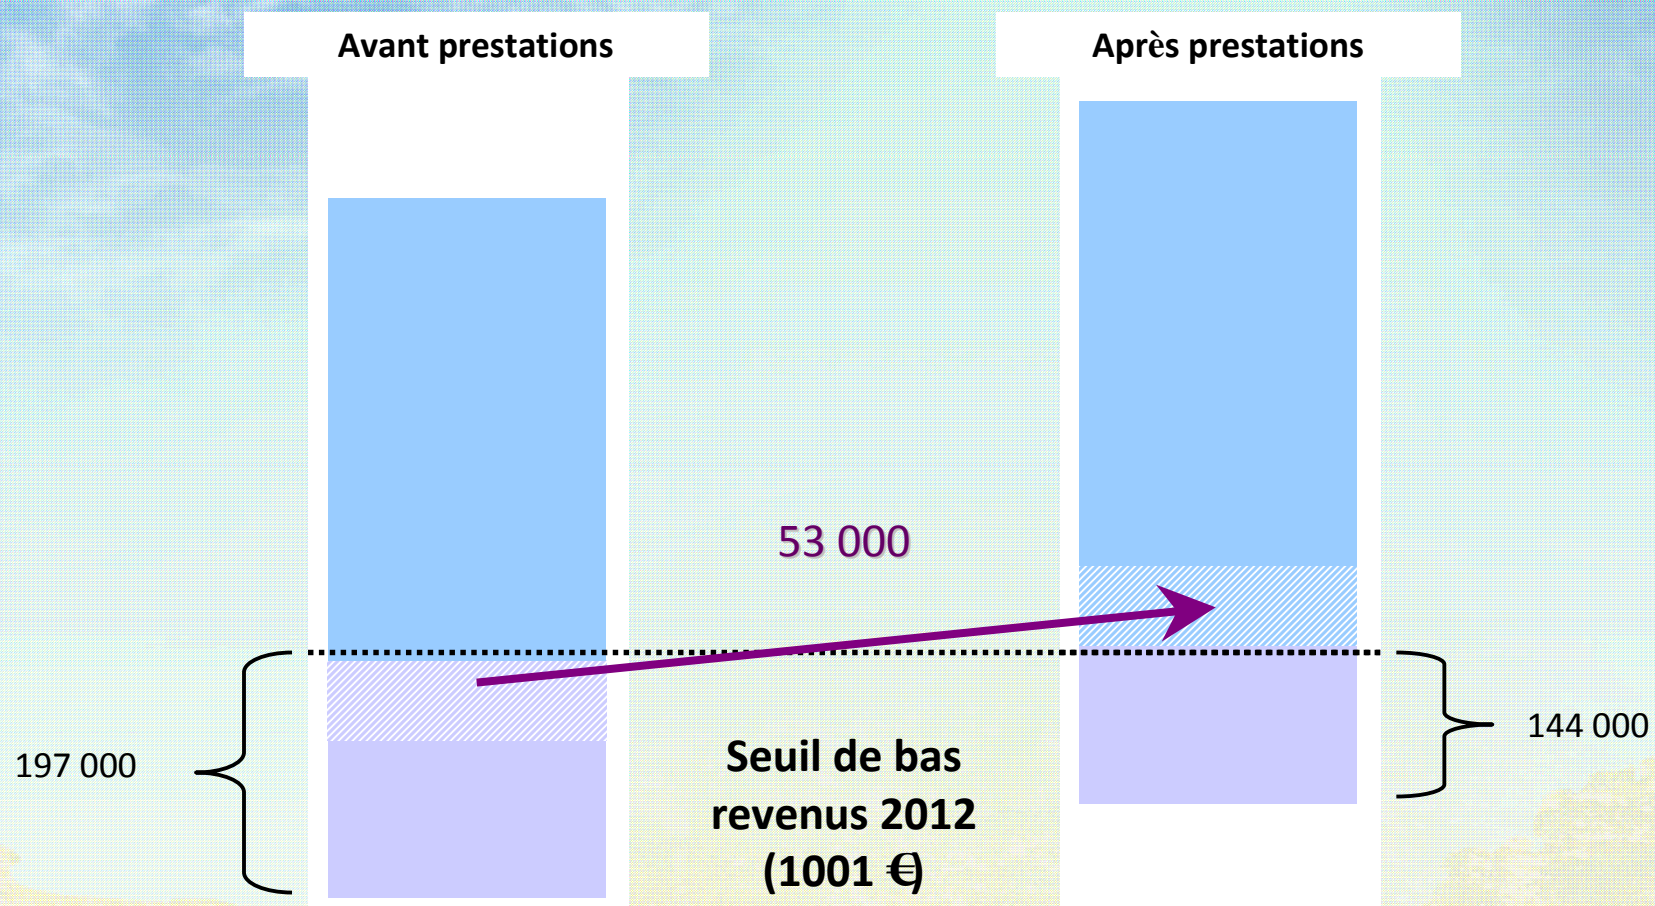 Avant prestations
Après prestations
53 000
197 000
144 000
Seuil de bas
revenus 2012
(1001 €)